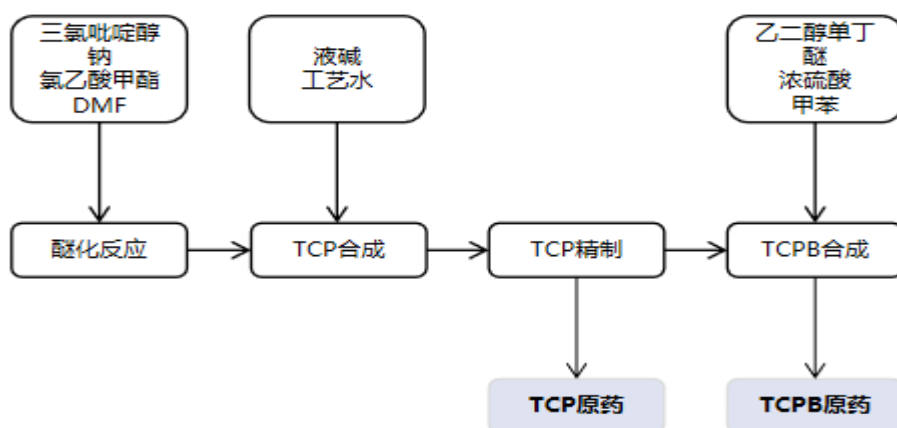 三氯吡啶醇
钠
氯乙酸甲酯
DMF
液碱
工艺水
乙二醇单丁
醚
浓硫酸
甲苯
醚化反应
TCP合成
TCP精制
TCPB合成
TCP原药
TCPB原药